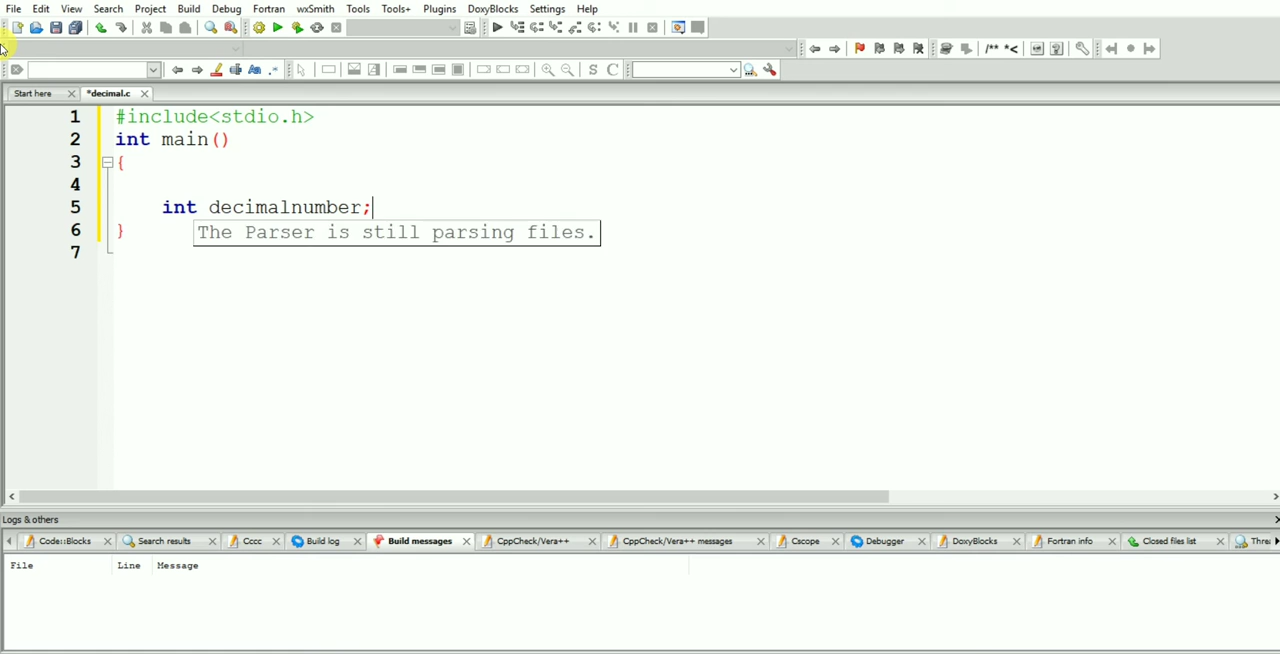 File Edit View Search Project Build Debug Fortran wxSmith Tools Tools+ Plugins DoxyBlocks Settings Help
/** *<
S C
Start here *decimal.c
1 #include<stdio.h>
2 int main()
3 {
4
5 int decimalnumber;
6 }
The Parser is still parsing files.
7
Logs & others
Code::Blocks Search results Cccc Build log Build messages CppCheck/Vera++ CppCheck/Vera++ messages Cscope Debugger DoxyBlocks Fortran info Closed files list Threa
File Line Message